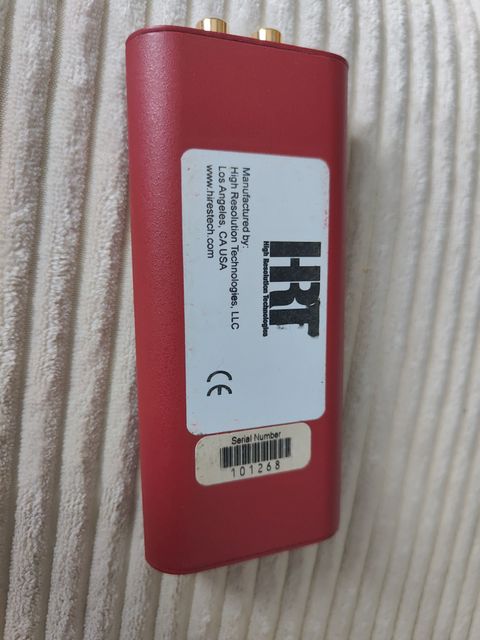 HRT
High Resolution Technologies
Manufactured by:
High Resolution Technologies, LLC
Los Angeles, CA USA
www.hirestech.com
CE
Serial Number
101268